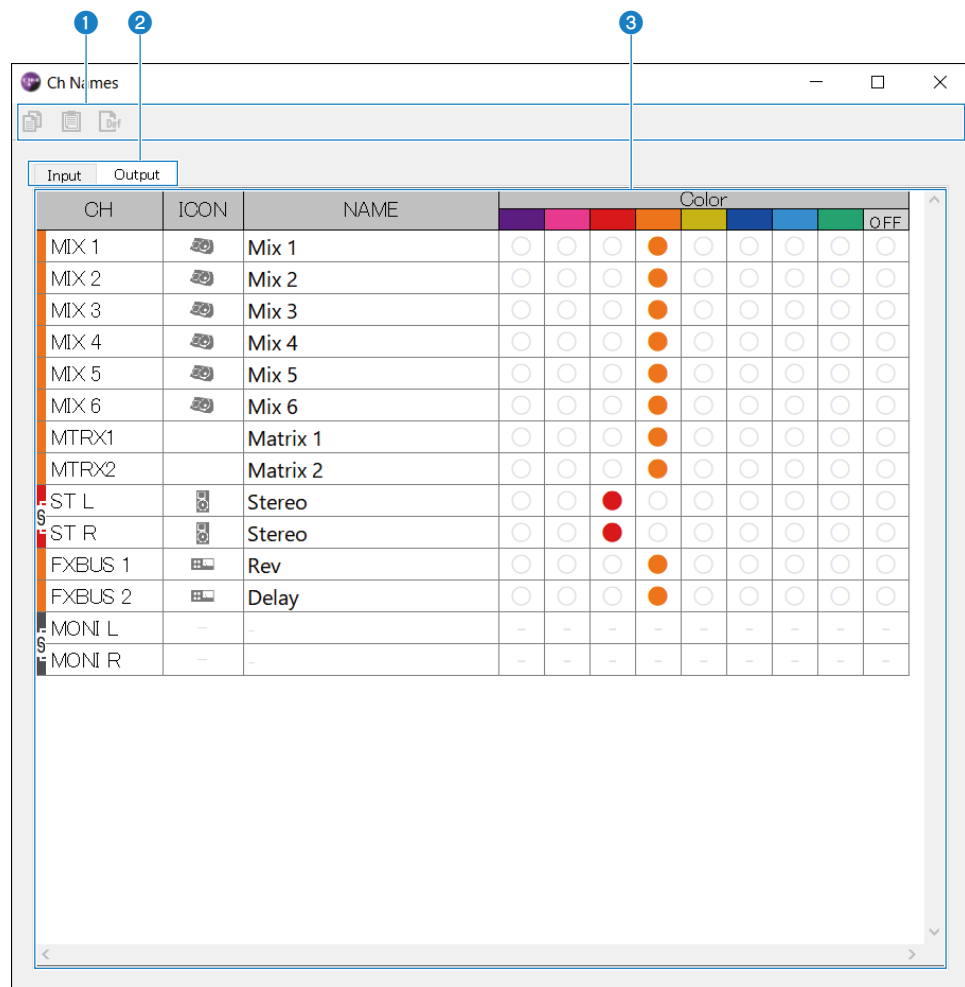 1 2 3
Ch Names
Def
Input Output
CH ICON NAME Color
OFF
MIX 1 Mix 1
MIX 2 Mix 2
MIX 3 Mix 3
MIX 4 Mix 4
MIX 5 Mix 5
MIX 6 Mix 6
MTRX1 Matrix 1
MTRX2 Matrix 2
ST L Stereo
ST R Stereo
FXBUS 1 Rev
FXBUS 2 Delay
MONI L – - - - - - - - - - -
MONI R – - - - - - - - - - -